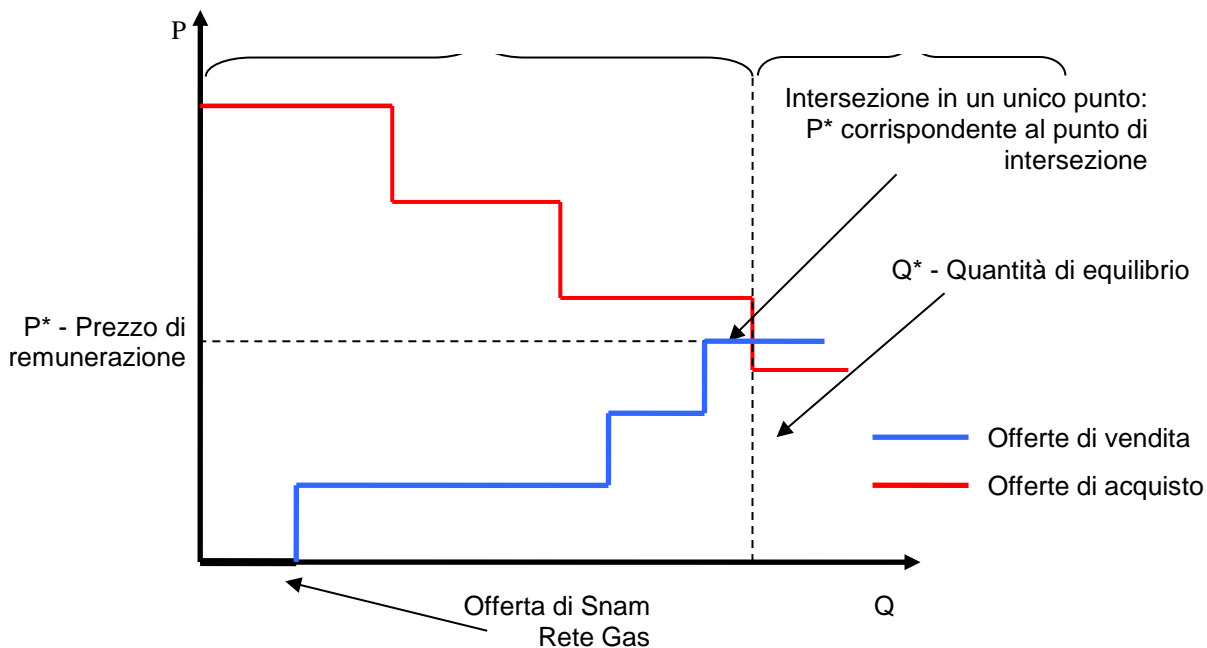 P
Intersezione in un unico punto:
P* corrispondente al punto di
intersezione
Q* - Quantità di equilibrio
P* - Prezzo di
remunerazione
Offerte di vendita
Offerte di acquisto
Offerta di Snam
Rete Gas
Q